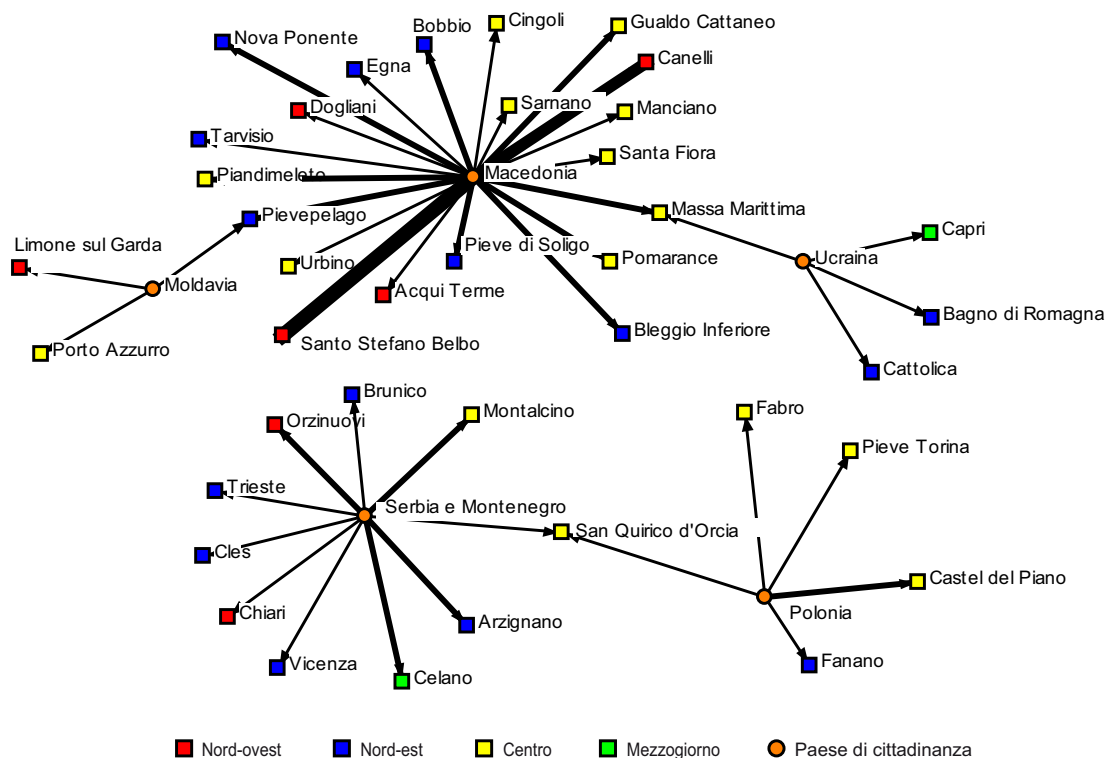 Cingoli
Gualdo Cattaneo
Bobbio
Nova Ponente
Canelli
Egna
Dogliani
Sarnano
Manciano
Tarvisio
Santa Fiora
Piandimeleto
Macedonia
Pievepelago
Massa Marittima
Capri
Limone sul Garda
Pieve di Soligo
Urbino
Pomarance
Ucraina
Moldavia
Acqui Terme
Bagno di Romagna
Bleggio Inferiore
Santo Stefano Belbo
Porto Azzurro
Cattolica
Brunico
Fabro
Montalcino
Orzinuovi
Pieve Torina
Trieste
Serbia e Montenegro
San Quirico d'Orcia
Cles
Castel del Piano
Chiari
Polonia
Arzignano
Vicenza
Fanano
Celano
Nord-ovest Nord-est Centro Mezzogiorno Paese di cittadinanza